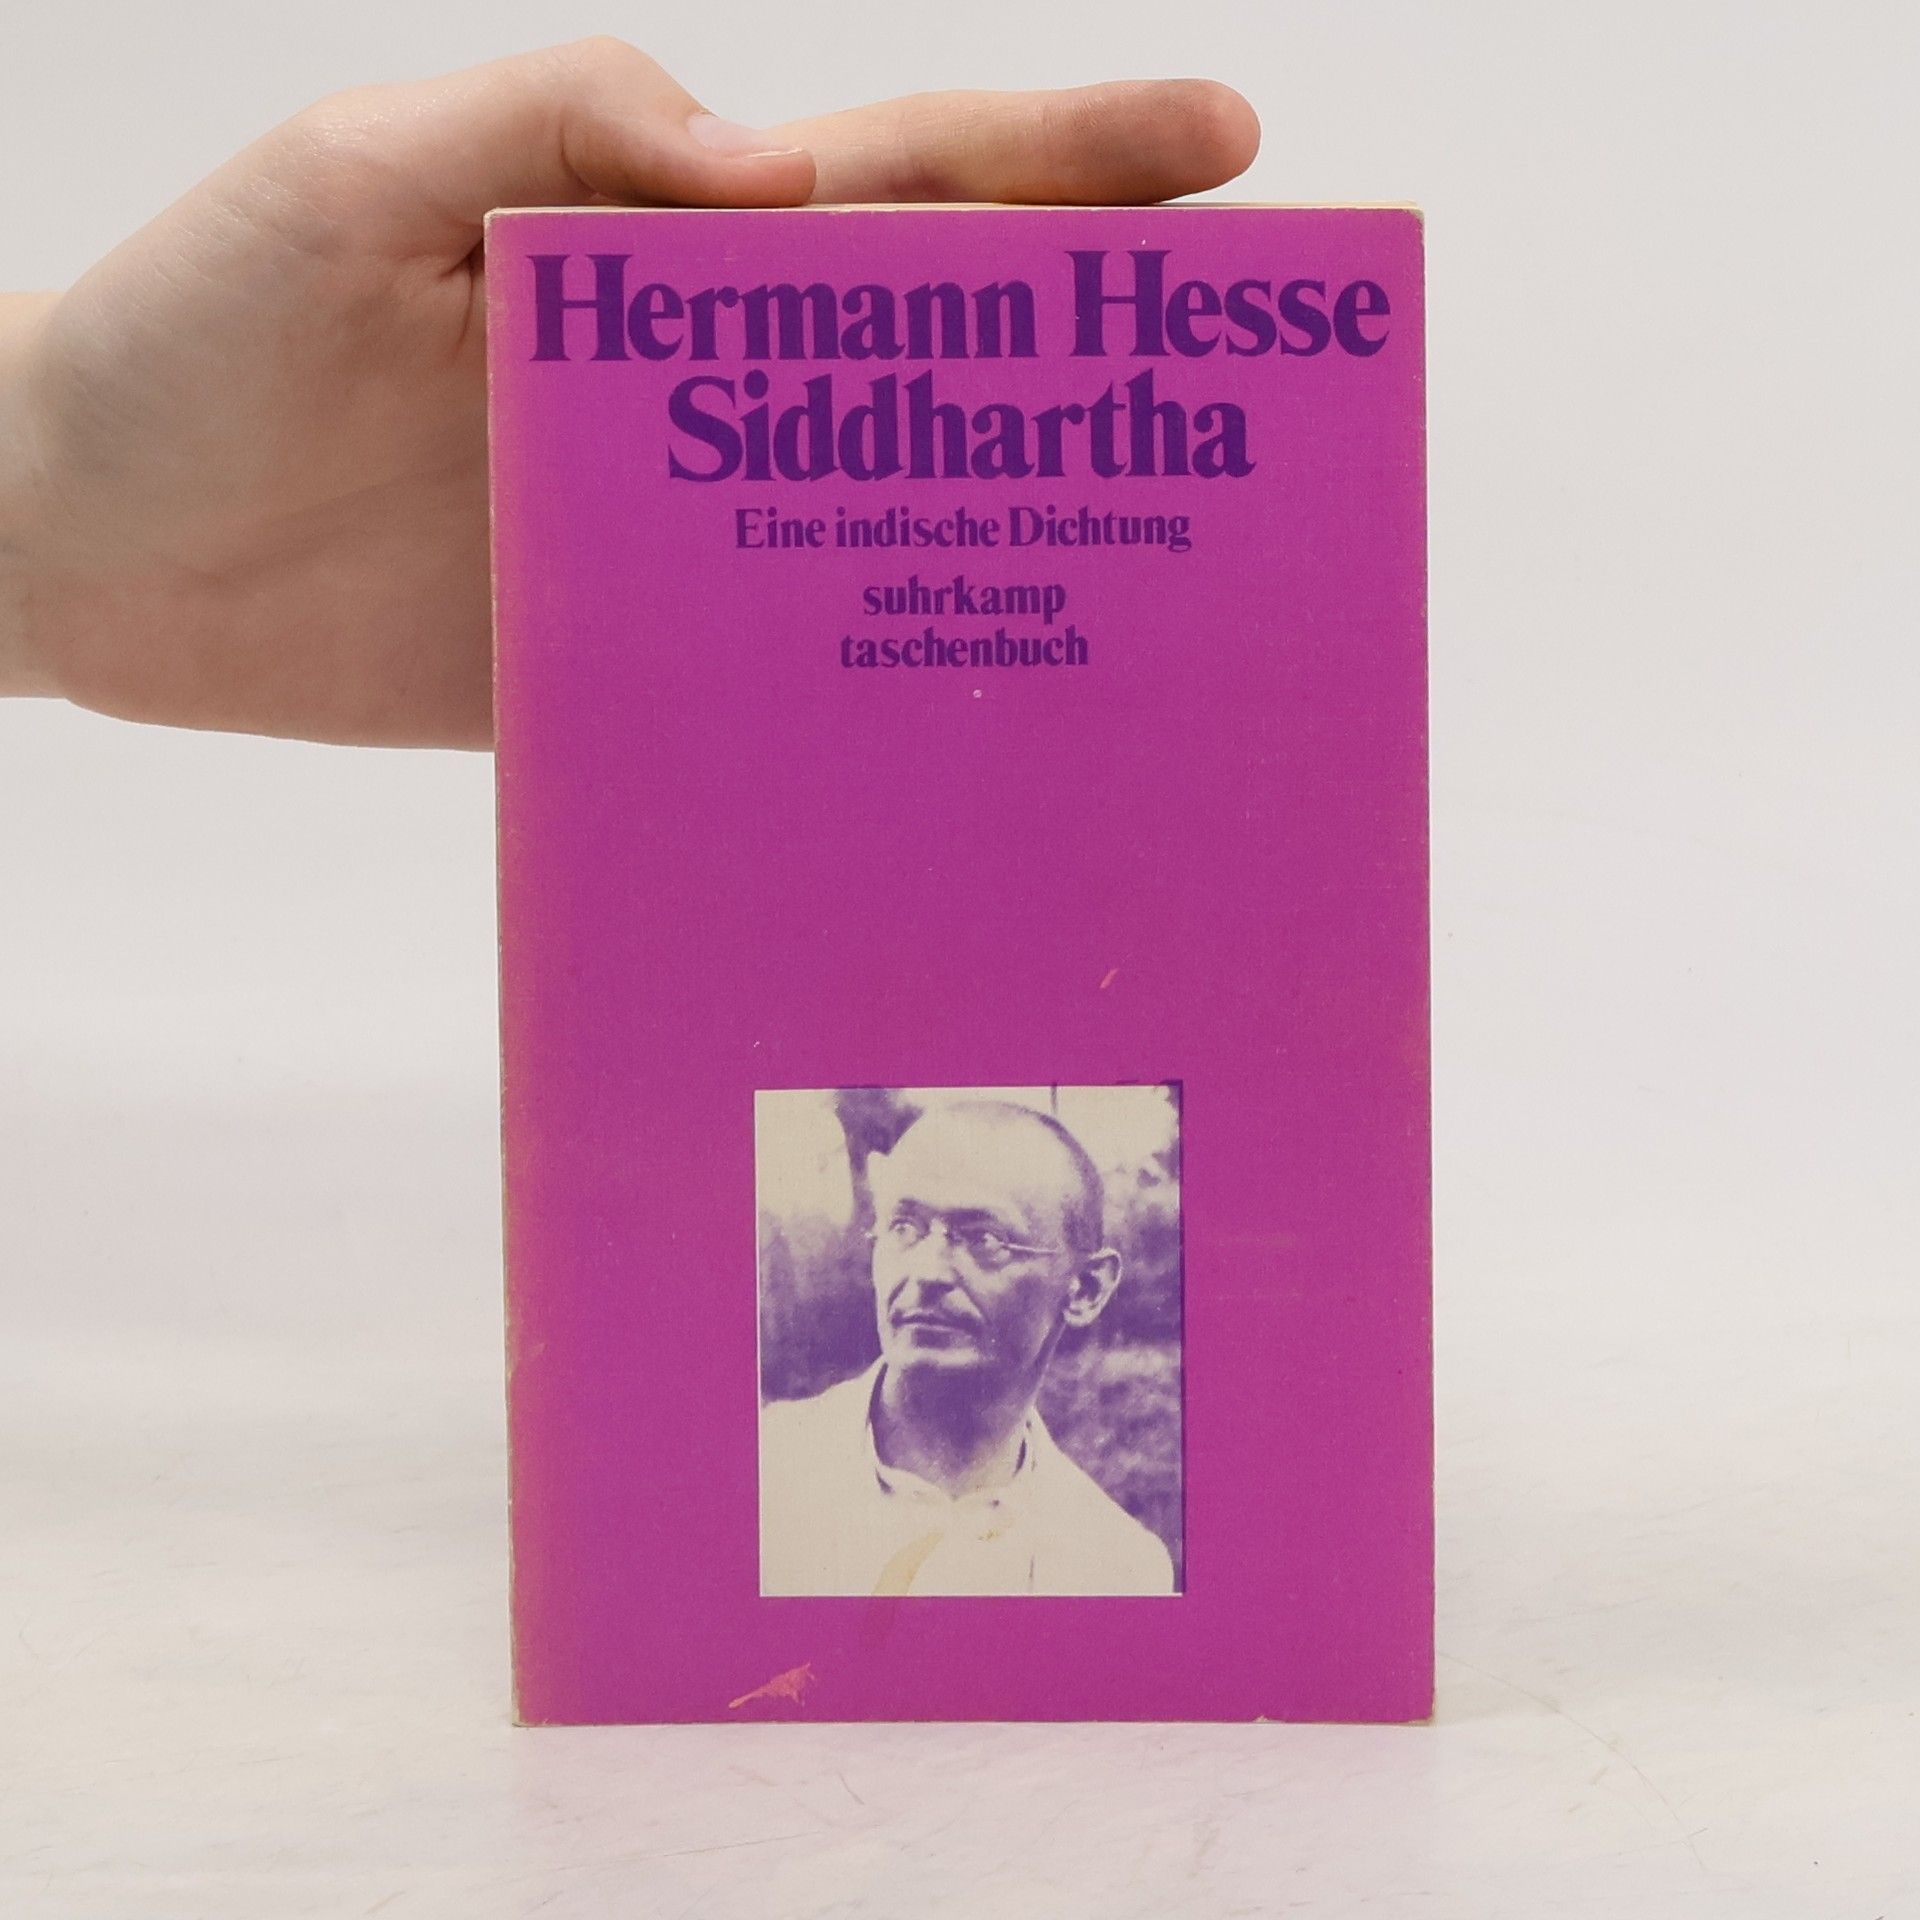 Hermann Hesse
Siddhartha
Eine indische Dichtung
suhrkamp
taschenbuch